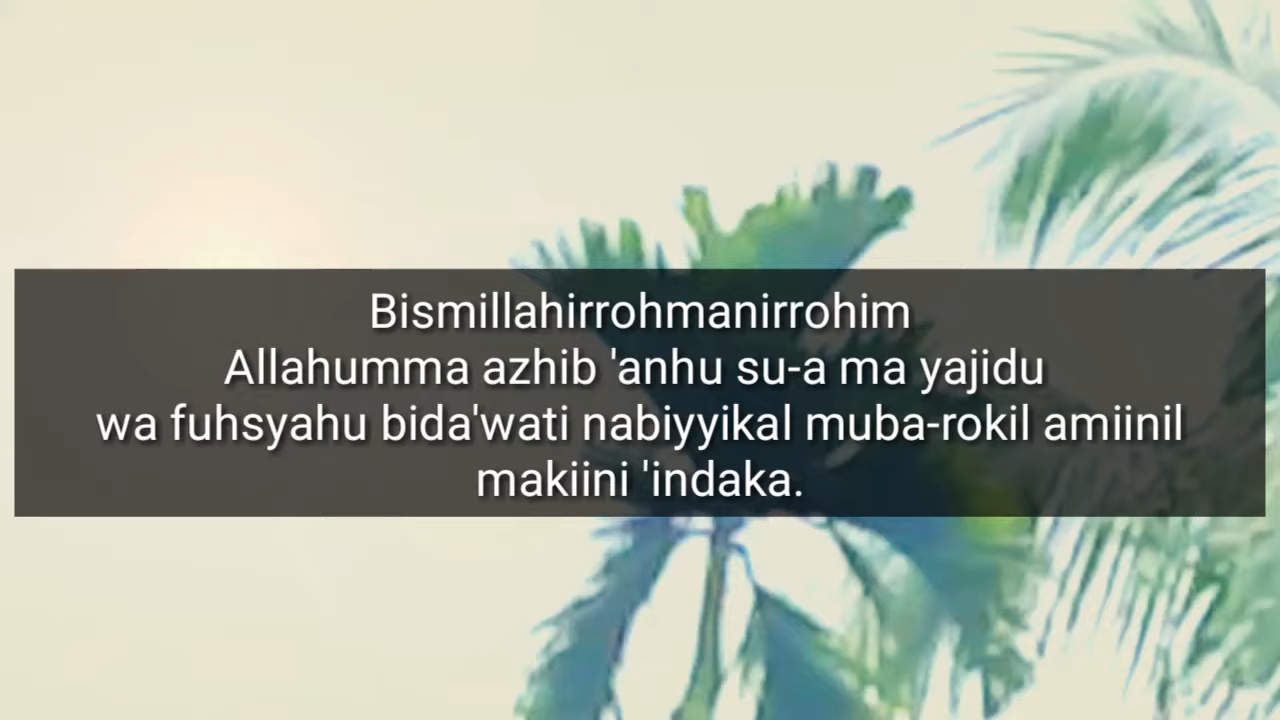 Bismillahirrohmanirrohim
Allahumma azhib 'anhu su-a ma yajidu
wa fuhsyahu bida'wati nabiyyikal muba-rokil amiinil
makiini 'indaka.